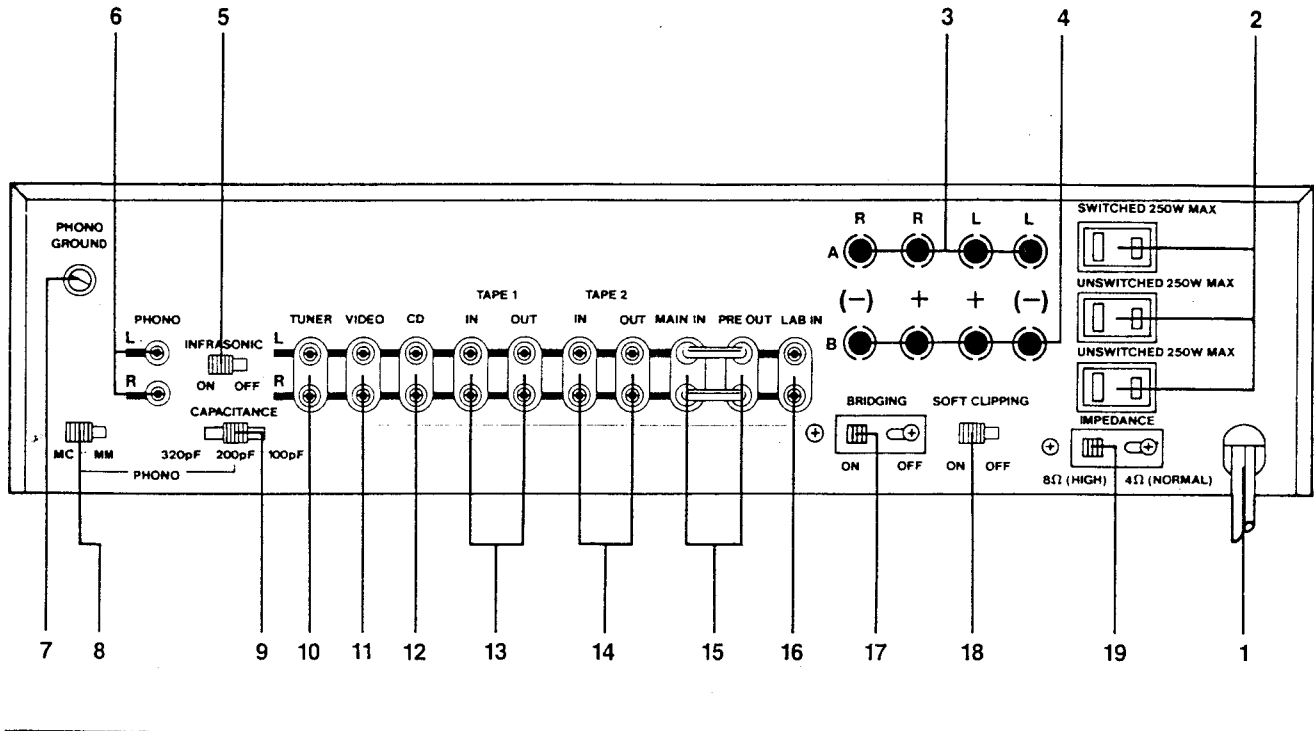 6 5 3 4 2
SWITCHED 250W MAX
R R L L
PHONO
GROUND
A
(−) + + (−)
UNSWITCHED 250W MAX
TAPE 1 TAPE 2
PHONO
TUNER VIDEO CD IN OUT IN OUT MAIN IN PRE OUT LAB IN
L INFRASONIC L
B
UNSWITCHED 250W MAX
R ON OFF R
CAPACITANCE
BRIDGING SOFT CLIPPING
IMPEDANCE
MC MM 320pF 200pF 100pF
PHONO
ON OFF ON OFF
8Ω (HIGH) 4Ω (NORMAL)
7 8 9 10 11 12 13 14 15 16 17 18 19 1